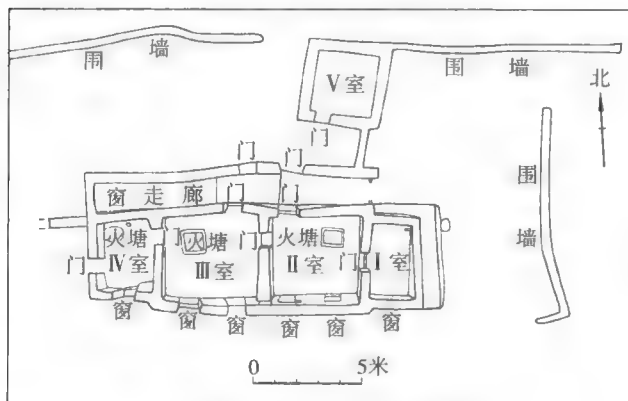 围 墙
围 墙
V室
北
门
门 门
围 墙
窗 走 廊 门 门
火塘 门 火塘 门 火塘 门
门 Ⅳ室 Ⅲ室 Ⅱ室 Ⅰ室
窗 窗 窗 窗 窗 窗
0 5米